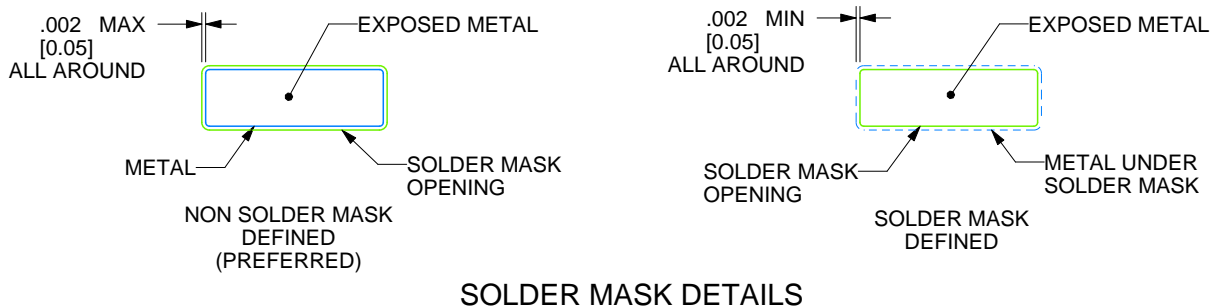 .002 MAX
[0.05]
ALL AROUND
EXPOSED METAL
METAL
SOLDER MASK
OPENING
NON SOLDER MASK
DEFINED
(PREFERRED)
.002 MIN
[0.05]
ALL AROUND
EXPOSED METAL
SOLDER MASK
OPENING
METAL UNDER
SOLDER MASK
SOLDER MASK
DEFINED
SOLDER MASK DETAILS